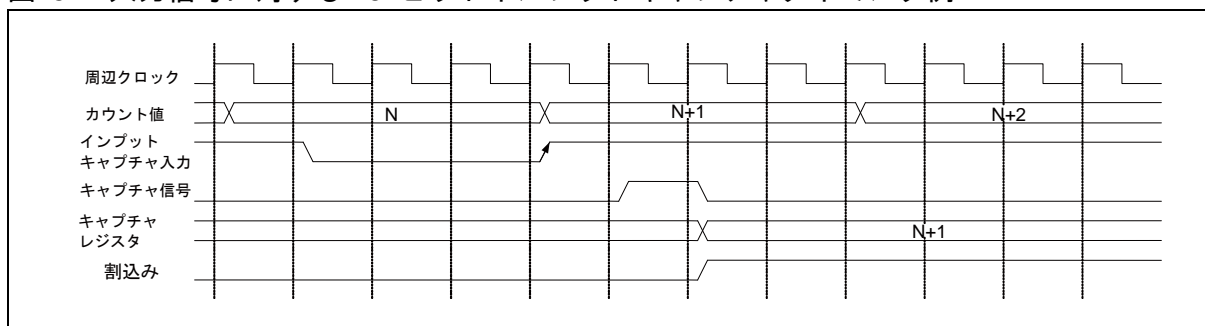 周辺クロック
カウント値
N
N+1
N+2
インプット
キャプチャ入力
キャプチャ信号
キャプチャ
レジスタ
N+1
割込み